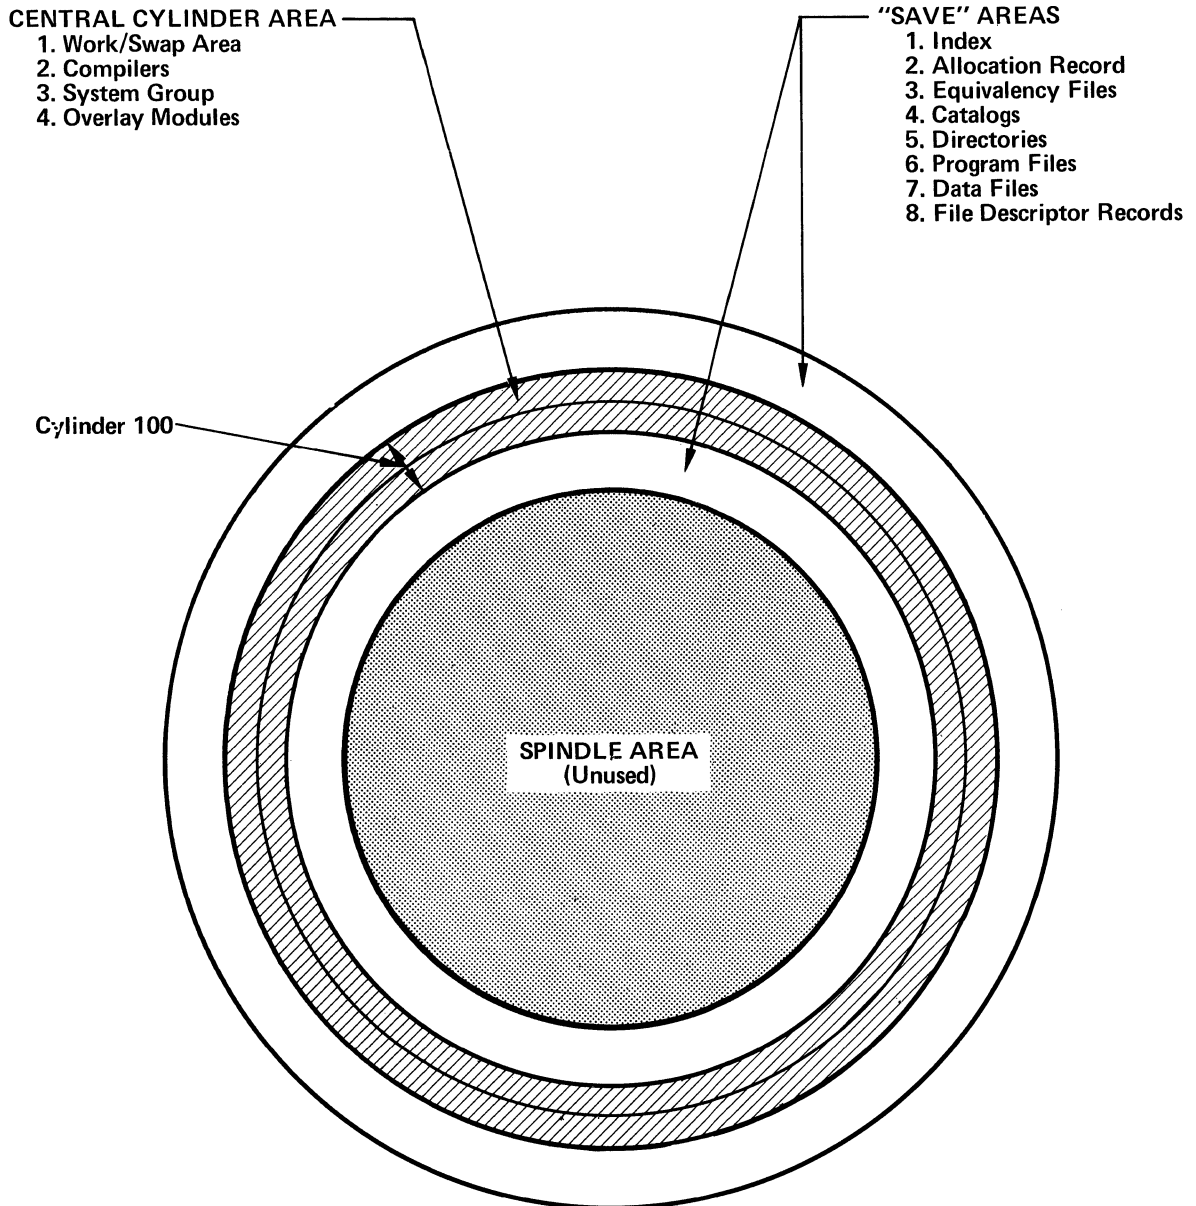 CENTRAL CYLINDER AREA
1. Work/Swap Area
2. Compilers
3. System Group
4. Overlay Modules
"SAVE" AREAS
1. Index
2. Allocation Record
3. Equivalency Files
4. Catalogs
5. Directories
6. Program Files
7. Data Files
8. File Descriptor Records
Cylinder 100
SPINDLE AREA
(Unused)